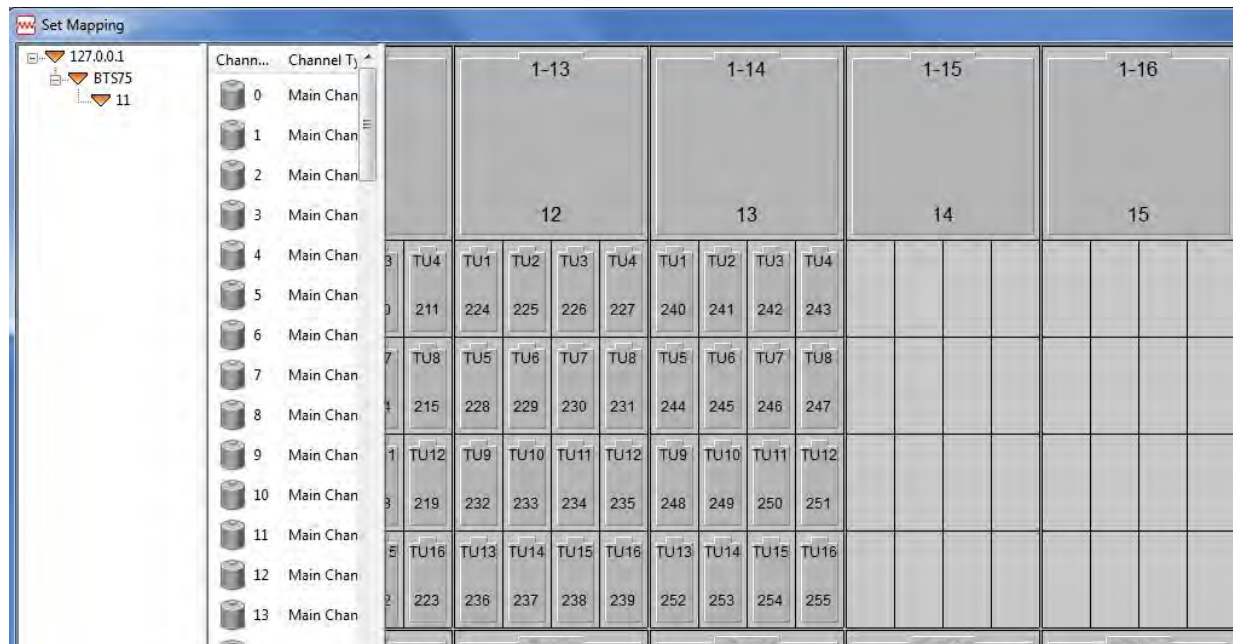 Set Mapping
127.0.0.1
BTS75
11
Chann... Channel Ty
0 Main Chan
1 Main Chan
2 Main Chan
3 Main Chan
4 Main Chan
5 Main Chan
6 Main Chan
7 Main Chan
8 Main Chan
9 Main Chan
10 Main Chan
11 Main Chan
12 Main Chan
13 Main Chan
1-13 1-14 1-15 1-16
12 13 14 15
3 TU4 TU1 TU2 TU3 TU4 TU1 TU2 TU3 TU4
211 224 225 226 227 240 241 242 243
7 TU8 TU5 TU6 TU7 TU8 TU5 TU6 TU7 TU8
215 228 229 230 231 244 245 246 247
1 TU12 TU9 TU10 TU11 TU12 TU9 TU10 TU11 TU12
219 232 233 234 235 248 249 250 251
5 TU16 TU13 TU14 TU15 TU16 TU13 TU14 TU15 TU16
223 236 237 238 239 252 253 254 255